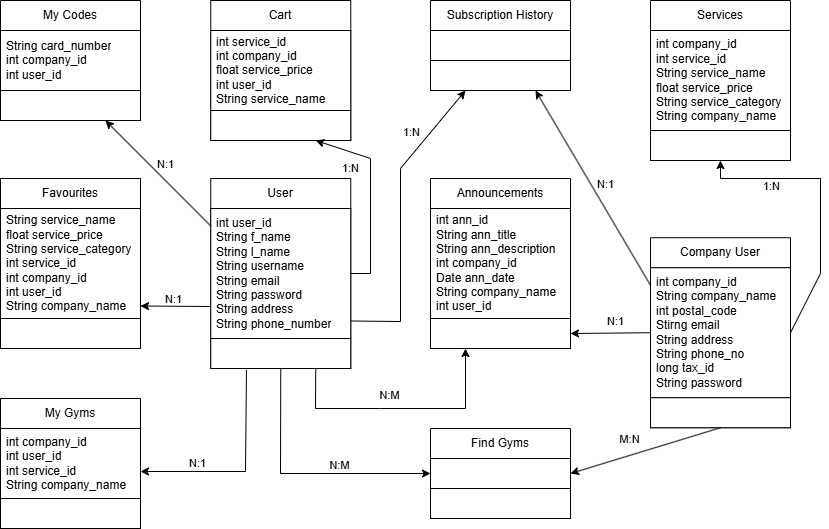 My Codes
String card_number
int company_id
int user_id
Cart
int service_id
int company_id
float service_price
int user_id
String service_name
Subscription History
Services
int company_id
int service_id
String service_name
float service_price
String service_category
String company_name
N:1
1:N
1:N
N:1
1:N
Favourites
String service_name
float service_price
String service_category
int service_id
int company_id
int user_id
String company_name
User
int user_id
String f_name
String l_name
String username
String email
String password
String address
String phone_number
Announcements
int ann_id
String ann_title
String ann_description
int company_id
Date ann_date
String company_name
int user_id
Company User
int company_id
String company_name
int postal_code
String email
String address
String phone_no
long tax_id
String password
N:1
N:1
N:M
My Gyms
int company_id
int user_id
int service_id
String company_name
N:1
N:M
Find Gyms
M:N